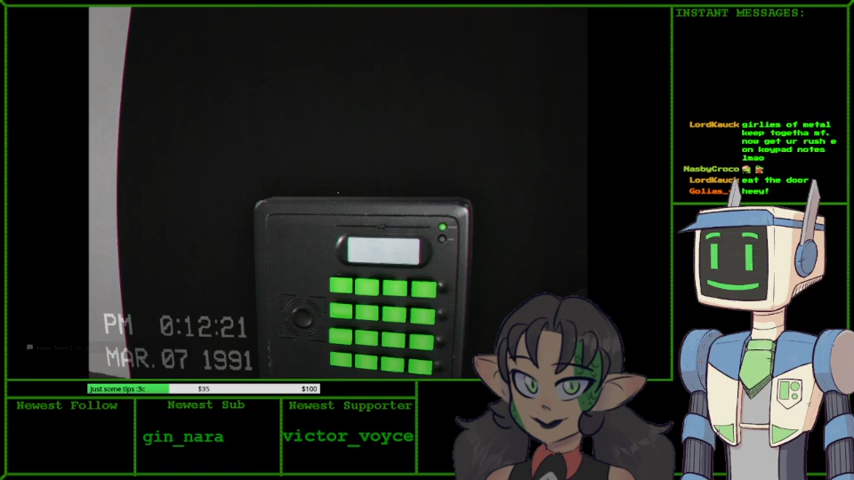 INSTANT MESSAGES:
LordKauck girlies of metal
keep togetha mf.
now get ur rush e
on keypad notes
lmao
NasbyCroco
LordKauck eat the door
Golias_ heey!
PM 0:12:21
MAR.07 1991
Just some tips :3c $35 $100
Newest Follow
Newest Sub
gin_nara
Newest Supporter
victor_voyce